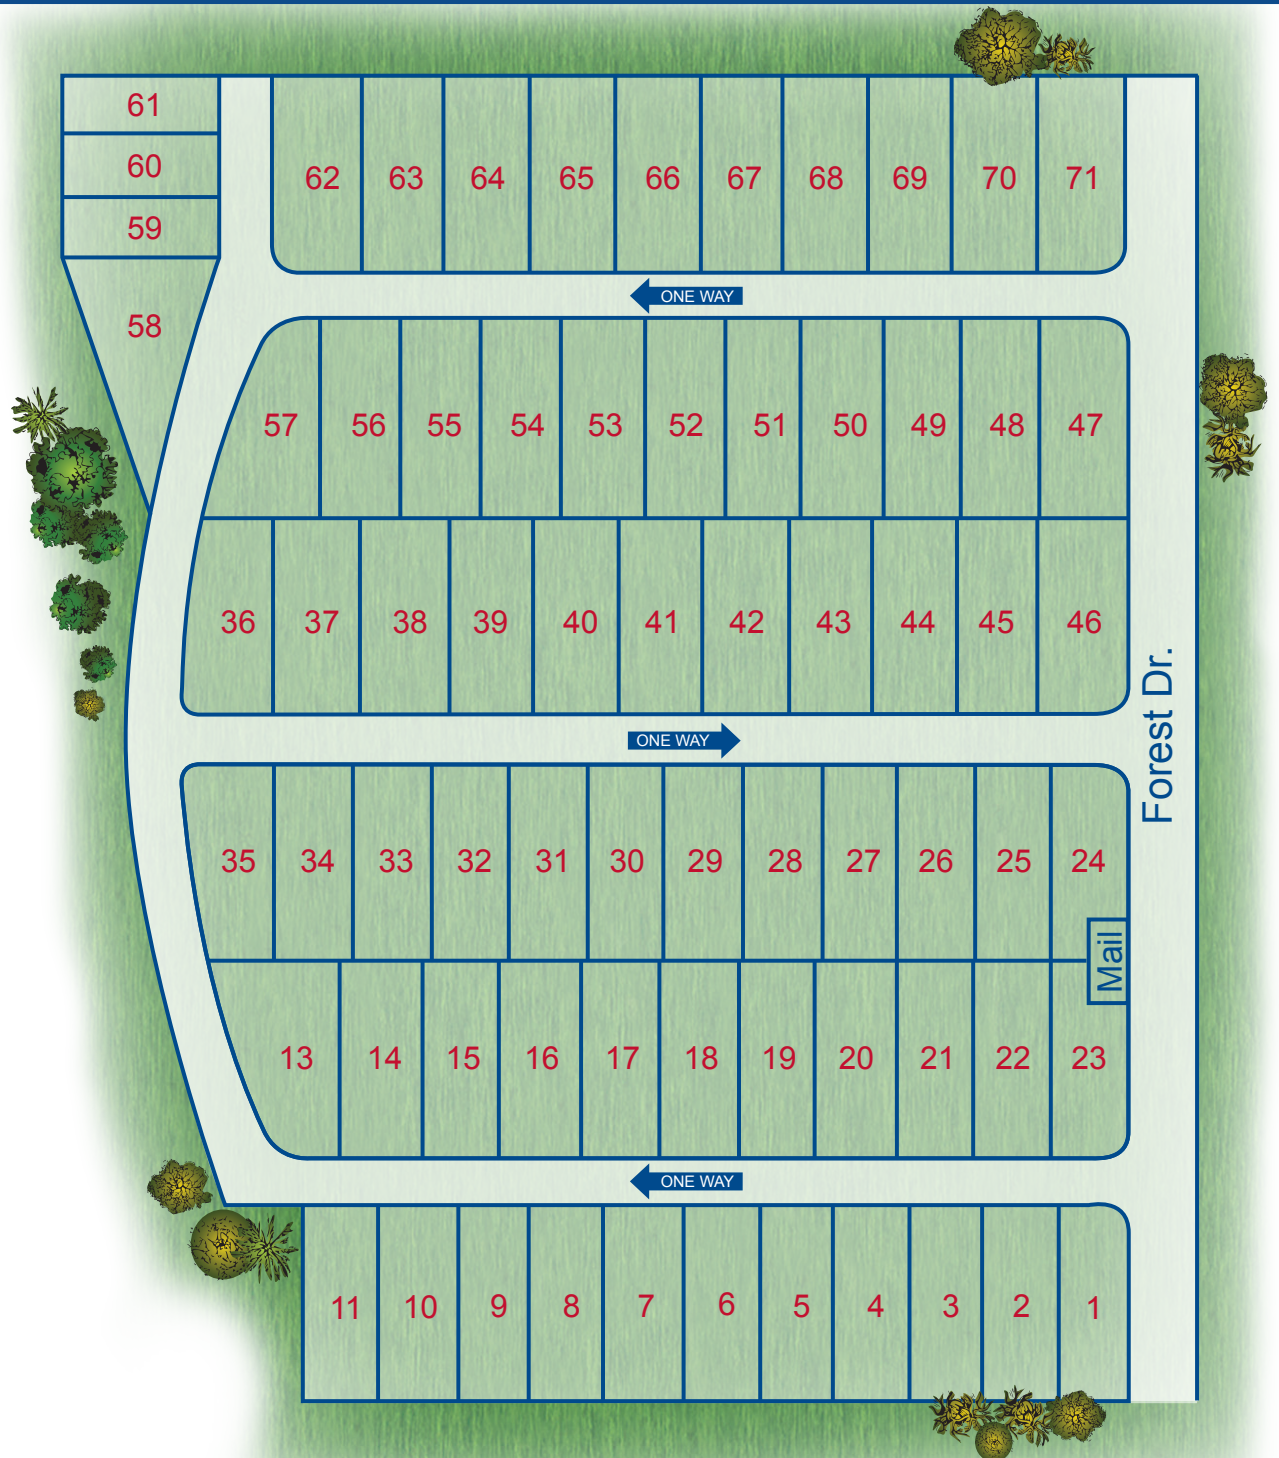 61
60
59
58
62 63 64 65 66 67 68 69 70 71
ONE WAY
57 56 55 54 53 52 51 50 49 48 47
36 37 38 39 40 41 42 43 44 45 46
Forest Dr.
ONE WAY
35 34 33 32 31 30 29 28 27 26 25 24
Mail
13 14 15 16 17 18 19 20 21 22 23
ONE WAY
11 10 9 8 7 6 5 4 3 2 1